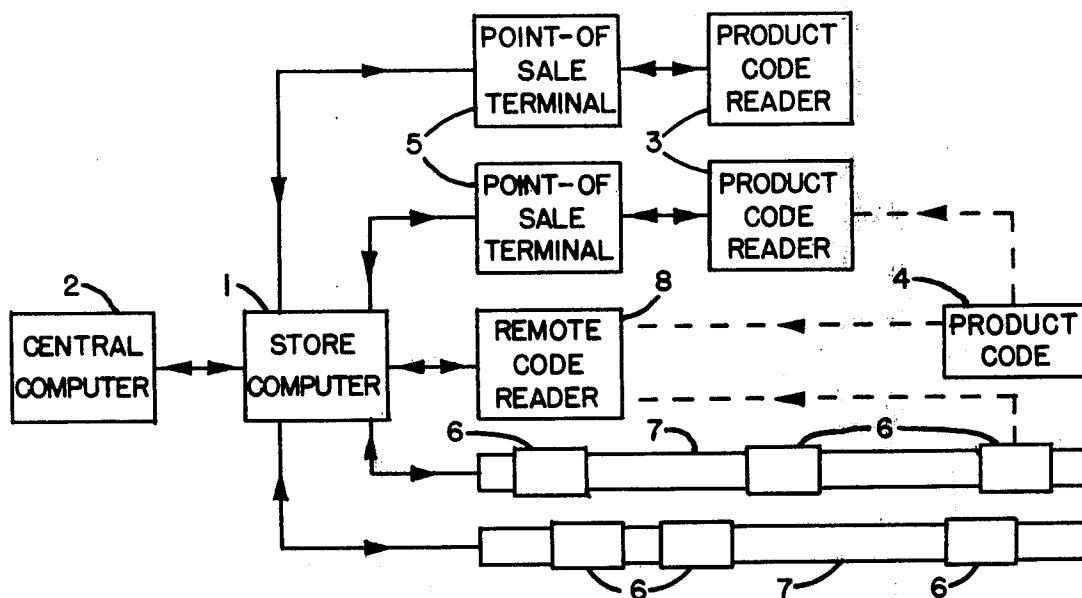 POINT-OF
SALE
TERMINAL
PRODUCT
CODE
READER
5
3
POINT-OF
SALE
TERMINAL
PRODUCT
CODE
READER
2
1
8
4
CENTRAL
COMPUTER
STORE
COMPUTER
REMOTE
CODE
READER
PRODUCT
CODE
6
7
6
6
7
6